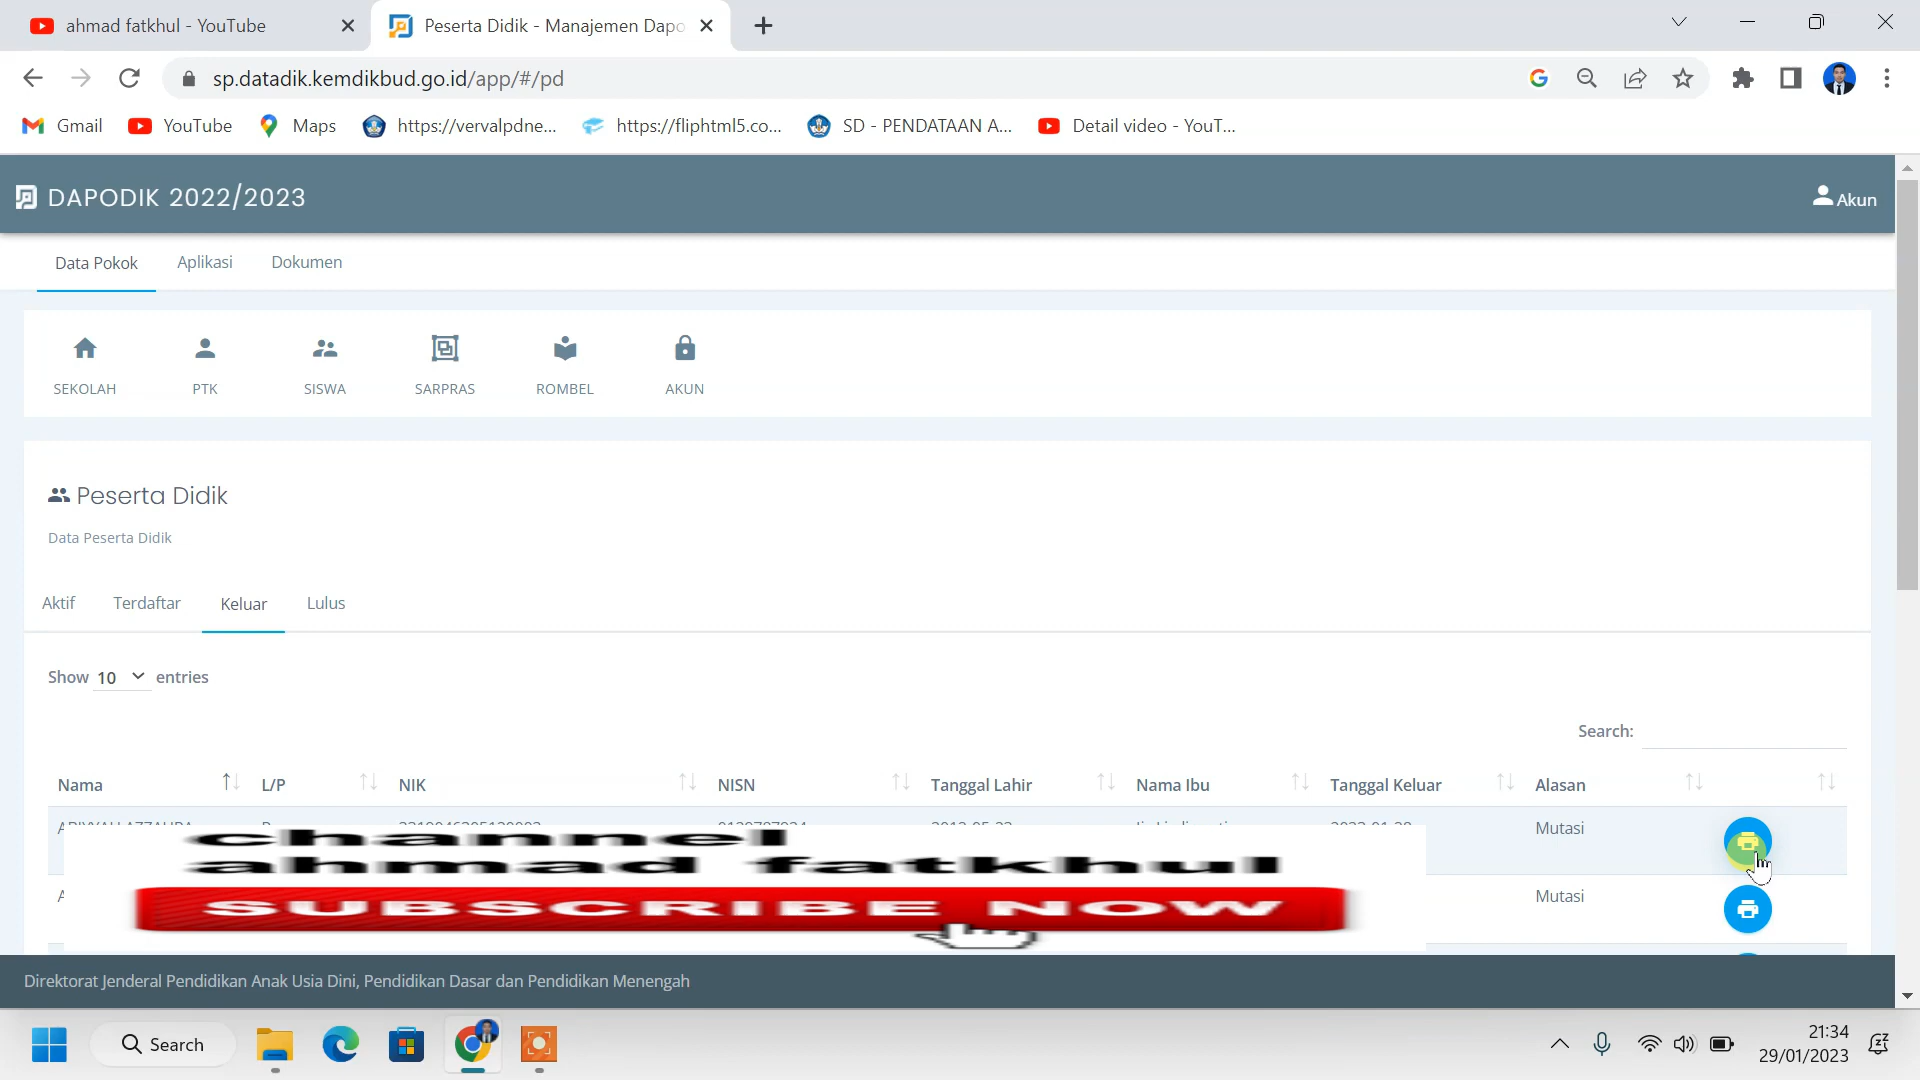 ahmad fatkhul - YouTube
Peserta Didik - Manajemen Dapo
sp.datadik.kemdikbud.go.id/app/#/pd
Gmail
YouTube
Maps
https://vervalpdne...
https://fliphtml5.co...
SD - PENDATAAN A...
Detail video - YouT...
DAPODIK 2022/2023
Akun
Data Pokok
Aplikasi
Dokumen
SEKOLAH
PTK
SISWA
SARPRAS
ROMBEL
AKUN
Peserta Didik
Data Peserta Didik
Aktif
Terdaftar
Keluar
Lulus
Show 10 entries
Search:
Nama
L/P
NIK
NISN
Tanggal Lahir
Nama Ibu
Tanggal Keluar
Alasan
Mutasi
channel
ahmad fatkhul
SUBSCRIBE NOW
Mutasi
Direktorat Jenderal Pendidikan Anak Usia Dini, Pendidikan Dasar dan Pendidikan Menengah
Search
21:34
29/01/2023